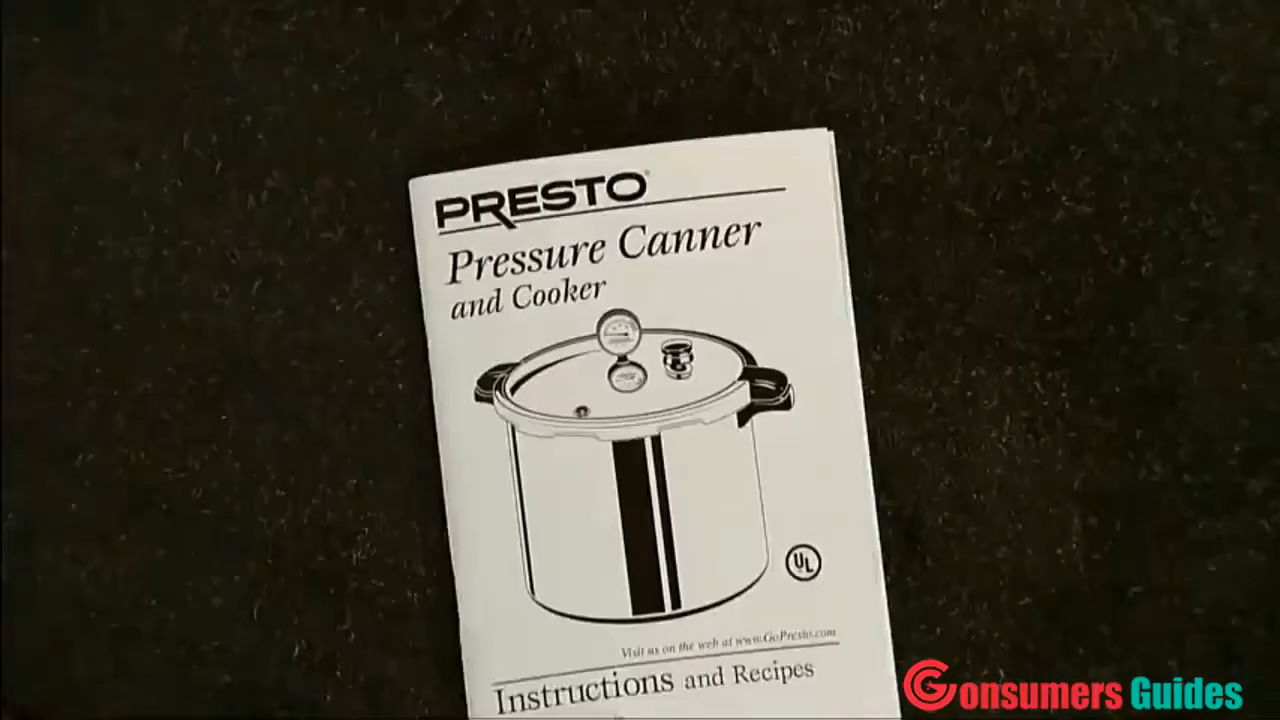 PRESTO®
Pressure Canner
and Cooker
UL
Visit us on the web at www.GoPresto.com
Instructions and Recipes
Consumers Guides